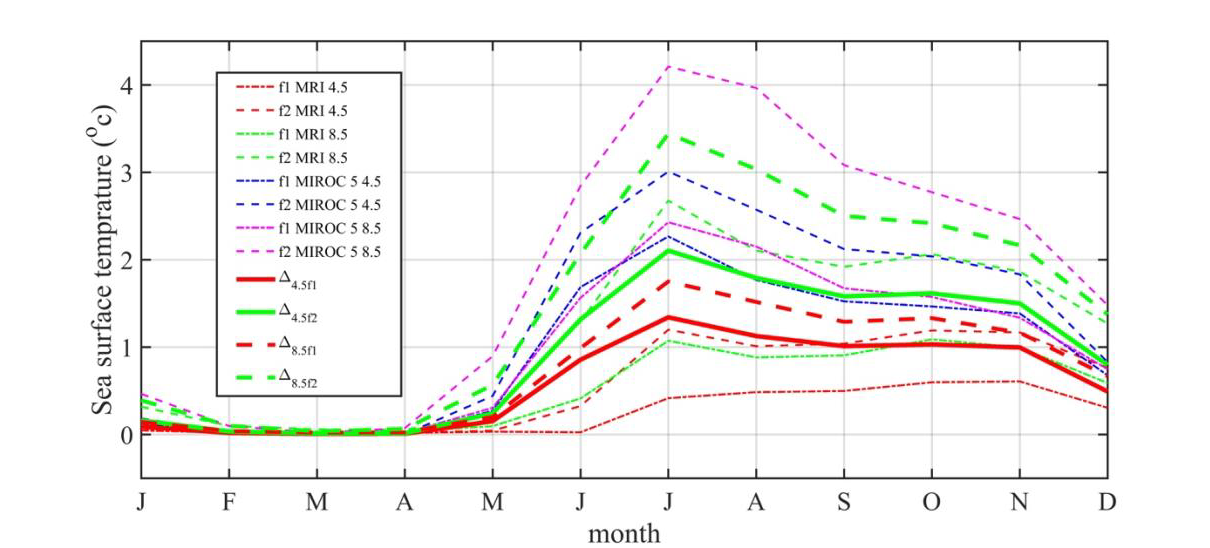 Sea surface temprature (°c)
4
3
2
1
0
f1 MRI 4.5
f2 MRI 4.5
f1 MRI 8.5
f2 MRI 8.5
f1 MIROC 5 4.5
f2 MIROC 5 4.5
f1 MIROC 5 8.5
f2 MIROC 5 8.5
Δ4.5f1
Δ4.5f2
Δ8.5f1
Δ8.5f2
J F M A M J J A S O N D
month